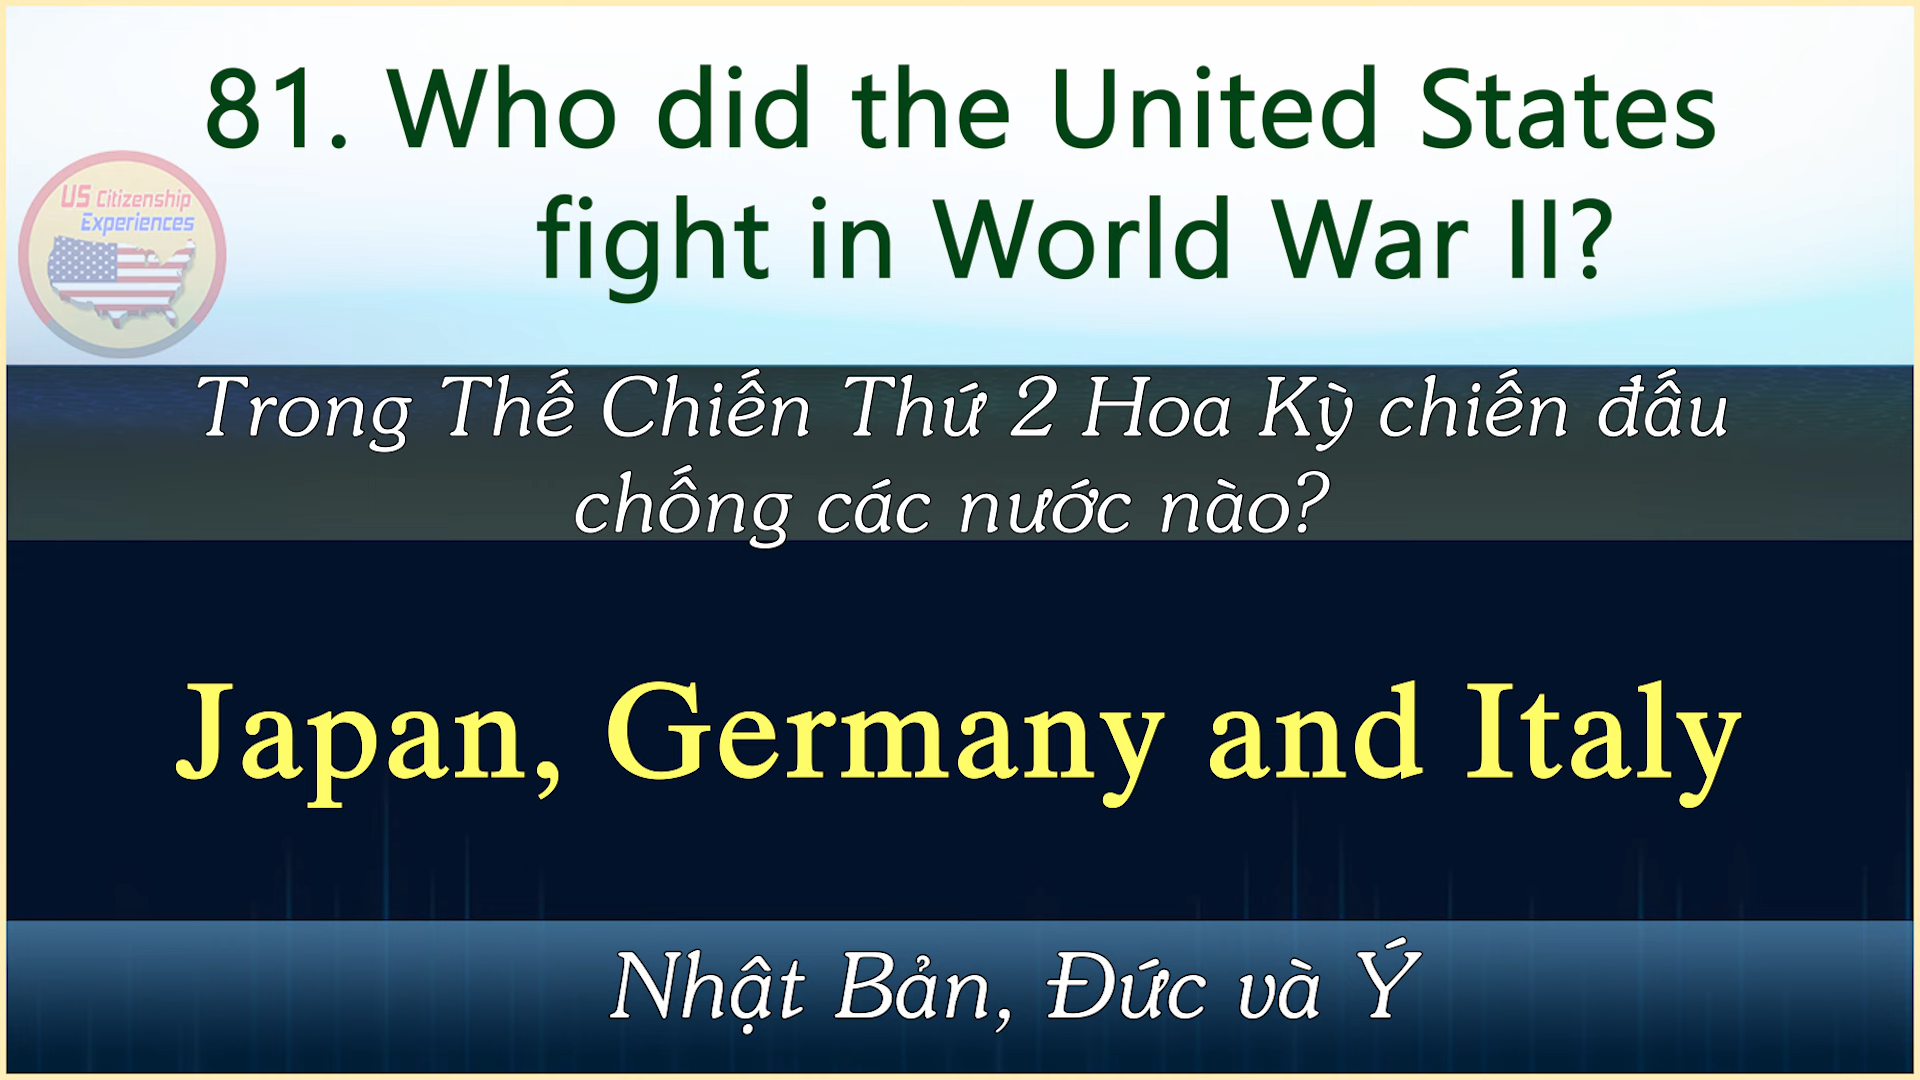 81. Who did the United States
fight in World War II?
US Citizenship
Experiences
Trong Thế Chiến Thứ 2 Hoa Kỳ chiến đấu
chống các nước nào?
Japan, Germany and Italy
Nhật Bản, Đức và Ý